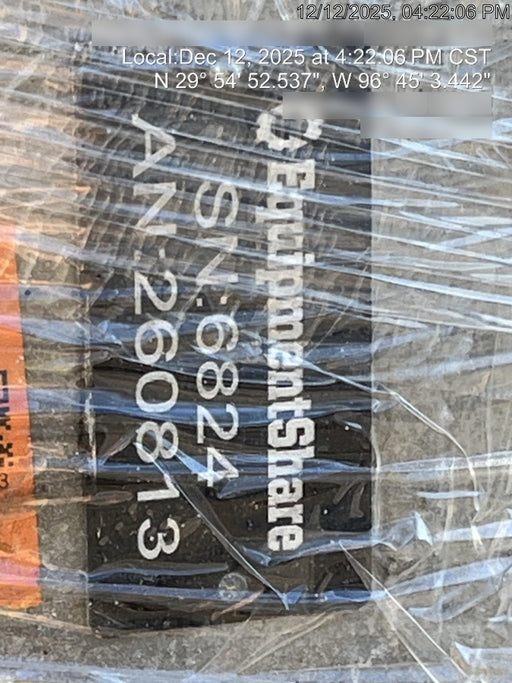 12/12/2025, 04:22:06 PM
Local:Dec 12, 2025 at 4:22:06 PM CST
N 29° 54' 52.537", W 96° 45' 3.442"
EquipmentShare
SN:6824
AN:260813